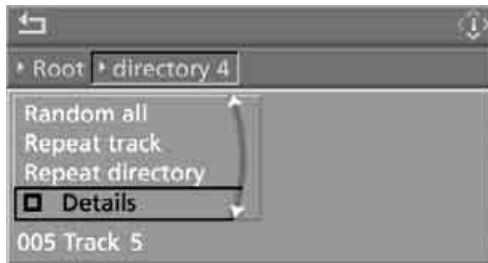 Root directory 4
Random all
Repeat track
Repeat directory
Details
005 Track 5